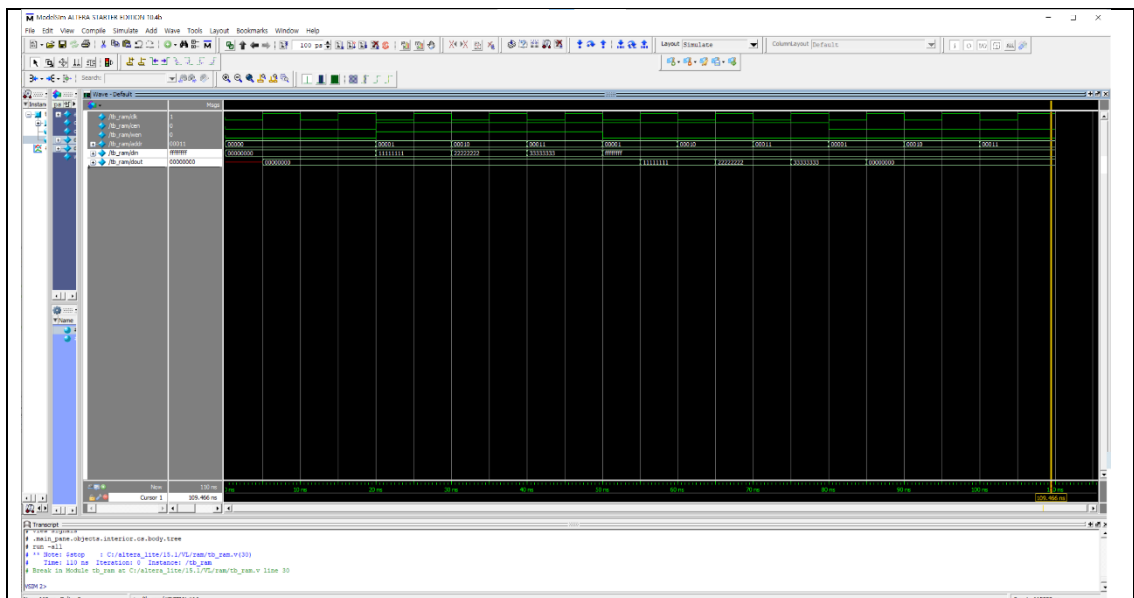 ModelSim ALTERA STARTER EDITION 10.4b
File Edit View Compile Simulate Add Wave Tools Layout Bookmarks Window Help
100 ps
Layout Simulate
ColumnLayout Default
Search:
Wave - Default
Instan
Msgs
/tb_ram/clk 1
/tb_ram/cen 0
/tb_ram/wen 0
/tb_ram/addr 00011 00000 00001 00010 00011 00001 00010 00011 00001 00010 00011
/tb_ram/din ffffffff 00000000 11111111 22222222 33333333 ffffffff
/tb_ram/dout 00000000 00000000 11111111 22222222 33333333 00000000
Name
Now 110 ns 10 ns 20 ns 30 ns 40 ns 50 ns 60 ns 70 ns 80 ns 90 ns 100 ns
Cursor 1 109.466 ns 109.466 ns
Transcript
# .main_pane.objects.interior.cs.body.tree
# run -all
# ** Note: $stop : C:/altera_lite/15.1/VL/ram/tb_ram.v(30)
# Time: 110 ns Iteration: 0 Instance: /tb_ram
# Break in Module tb_ram at C:/altera_lite/15.1/VL/ram/tb_ram.v line 30
VSIM 2>